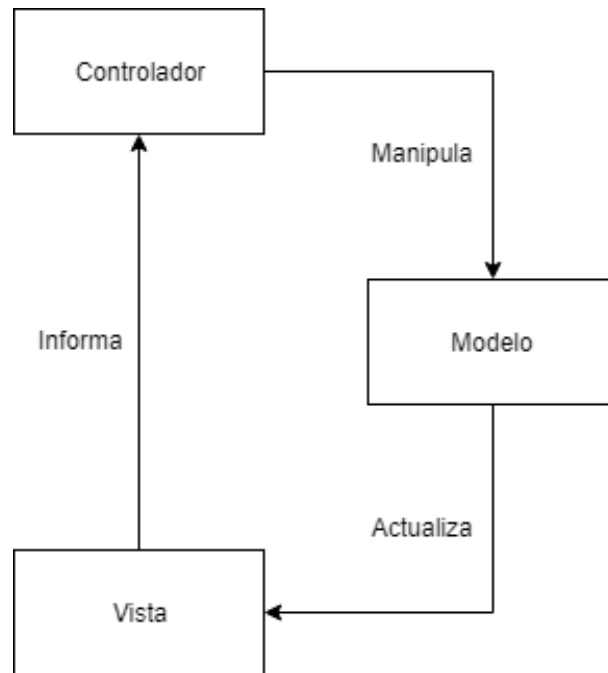 Controlador
Manipula
Informa
Modelo
Actualiza
Vista